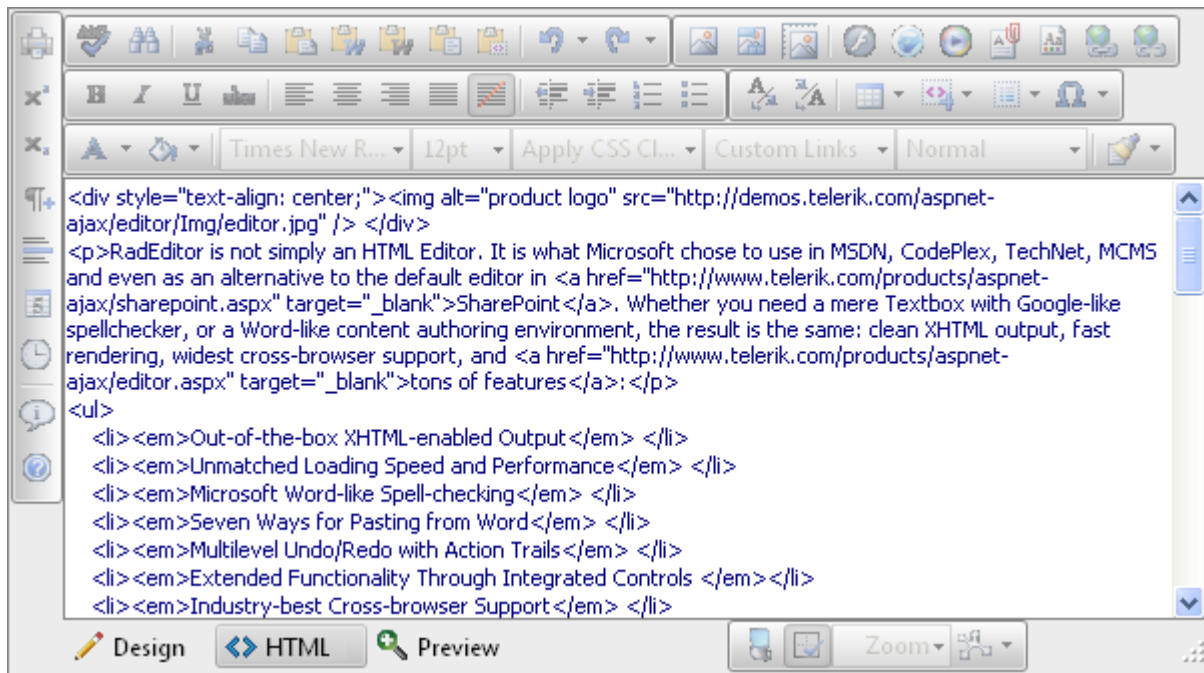 Times New R... 12pt Apply CSS Cl... Custom Links Normal
<div style="text-align: center;"><img alt="product logo" src="http://demos.telerik.com/aspnet-
ajax/editor/Img/editor.jpg" /> </div>
<p>RadEditor is not simply an HTML Editor. It is what Microsoft chose to use in MSDN, CodePlex, TechNet, MCMS
and even as an alternative to the default editor in <a href="http://www.telerik.com/products/aspnet-
ajax/sharepoint.aspx" target="_blank">SharePoint</a>. Whether you need a mere Textbox with Google-like
spellchecker, or a Word-like content authoring environment, the result is the same: clean XHTML output, fast
rendering, widest cross-browser support, and <a href="http://www.telerik.com/products/aspnet-
ajax/editor.aspx" target="_blank">tons of features</a>:</p>
<ul>
<li><em>Out-of-the-box XHTML-enabled Output</em> </li>
<li><em>Unmatched Loading Speed and Performance</em> </li>
<li><em>Microsoft Word-like Spell-checking</em> </li>
<li><em>Seven Ways for Pasting from Word</em> </li>
<li><em>Multilevel Undo/Redo with Action Trails</em> </li>
<li><em>Extended Functionality Through Integrated Controls </em></li>
<li><em>Industry-best Cross-browser Support</em> </li>
Design HTML Preview Zoom